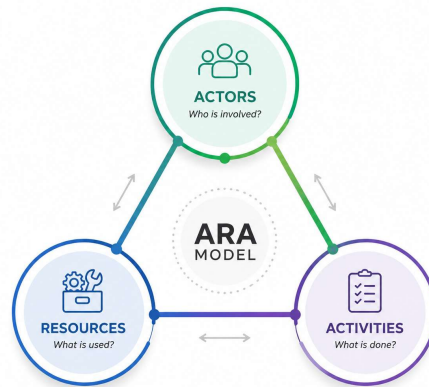 ACTORS
Who is involved?
ARA
MODEL
RESOURCES
What is used?
ACTIVITIES
What is done?